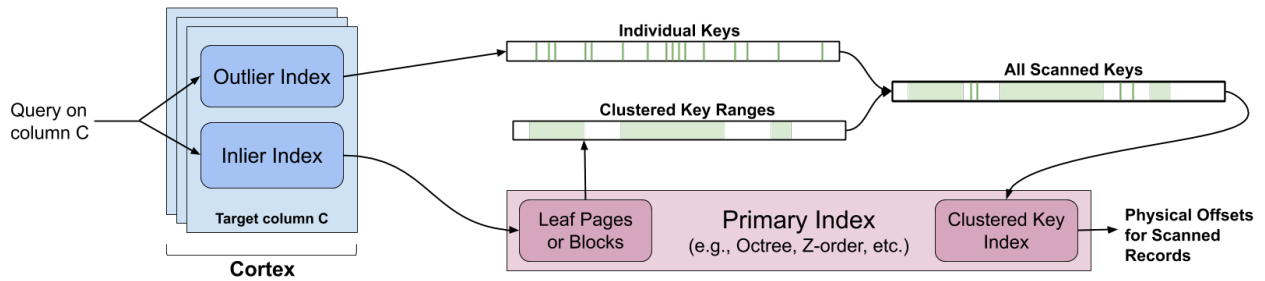 Query on
column C
Outlier Index
Inlier Index
Target column C
Cortex
Individual Keys
Clustered Key Ranges
All Scanned Keys
Leaf Pages
or Blocks
Primary Index
(e.g., Octree, Z-order, etc.)
Clustered Key
Index
Physical Offsets
for Scanned
Records